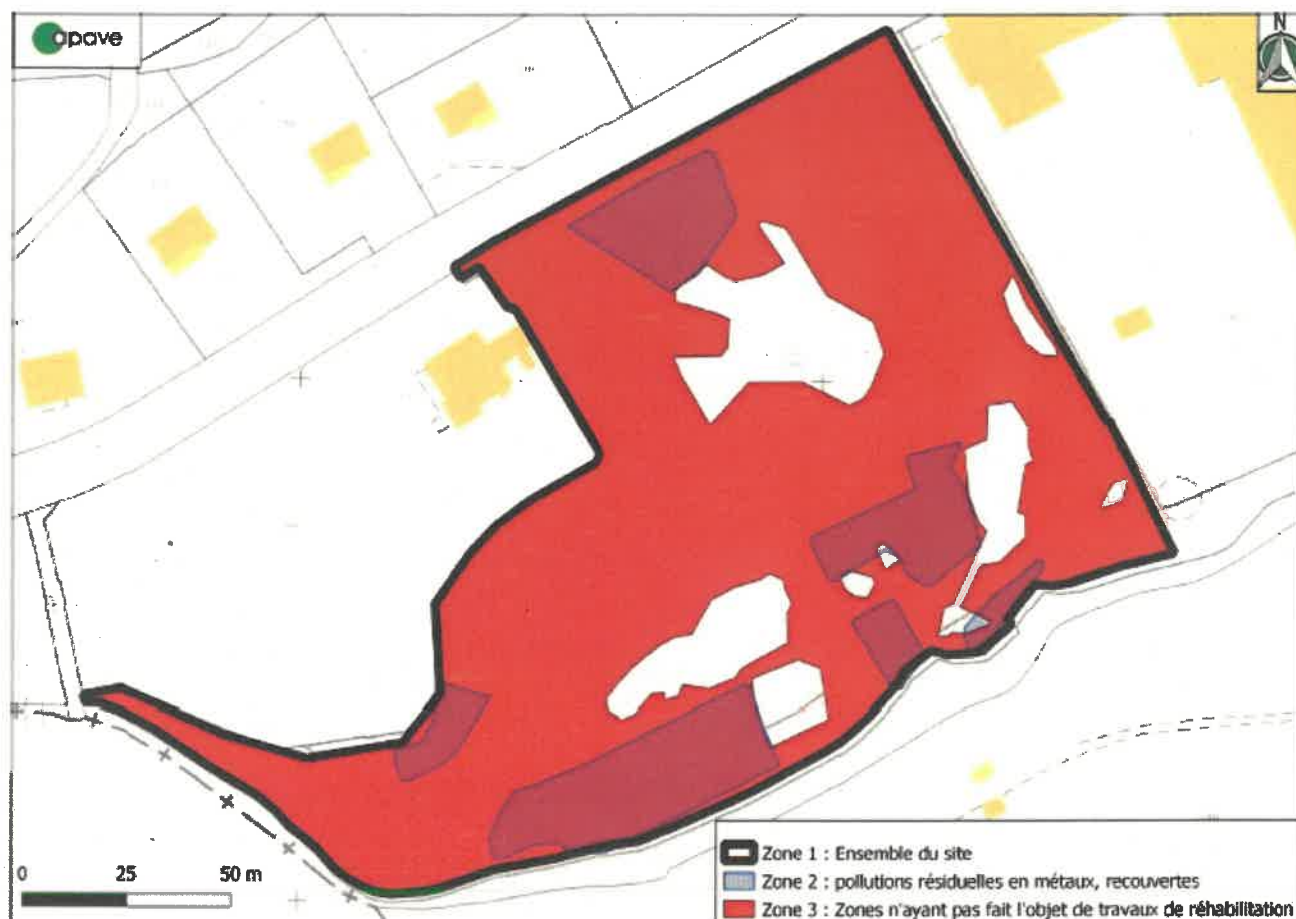 apave
N
0 25 50 m
Zone 1 : Ensemble du site
Zone 2 : pollutions résiduelles en métaux, recouvertes
Zone 3 : Zones n'ayant pas fait l'objet de travaux de réhabilitation